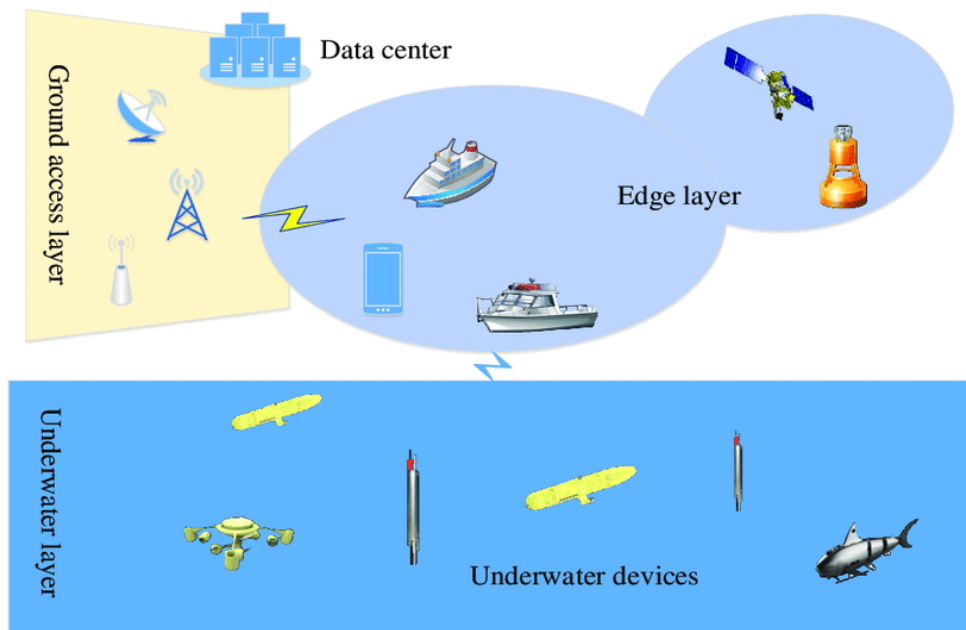 Data center
Ground access layer
Edge layer
Underwater layer
Underwater devices